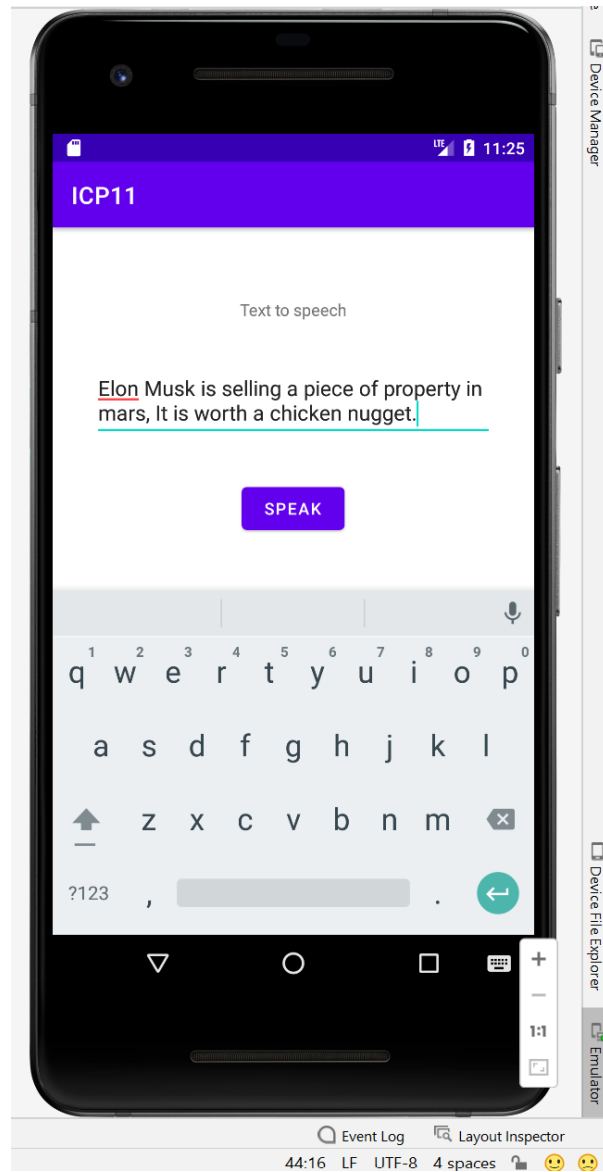 LTE 11:25
ICP11
Text to speech
Elon Musk is selling a piece of property in
mars, It is worth a chicken nugget.
SPEAK
1 2 3 4 5 6 7 8 9 0
q w e r t y u i o p
a s d f g h j k l
z x c v b n m
?123 , .
1:1
Device Manager
Device File Explorer
Emulator
Event Log Layout Inspector
44:16 LF UTF-8 4 spaces